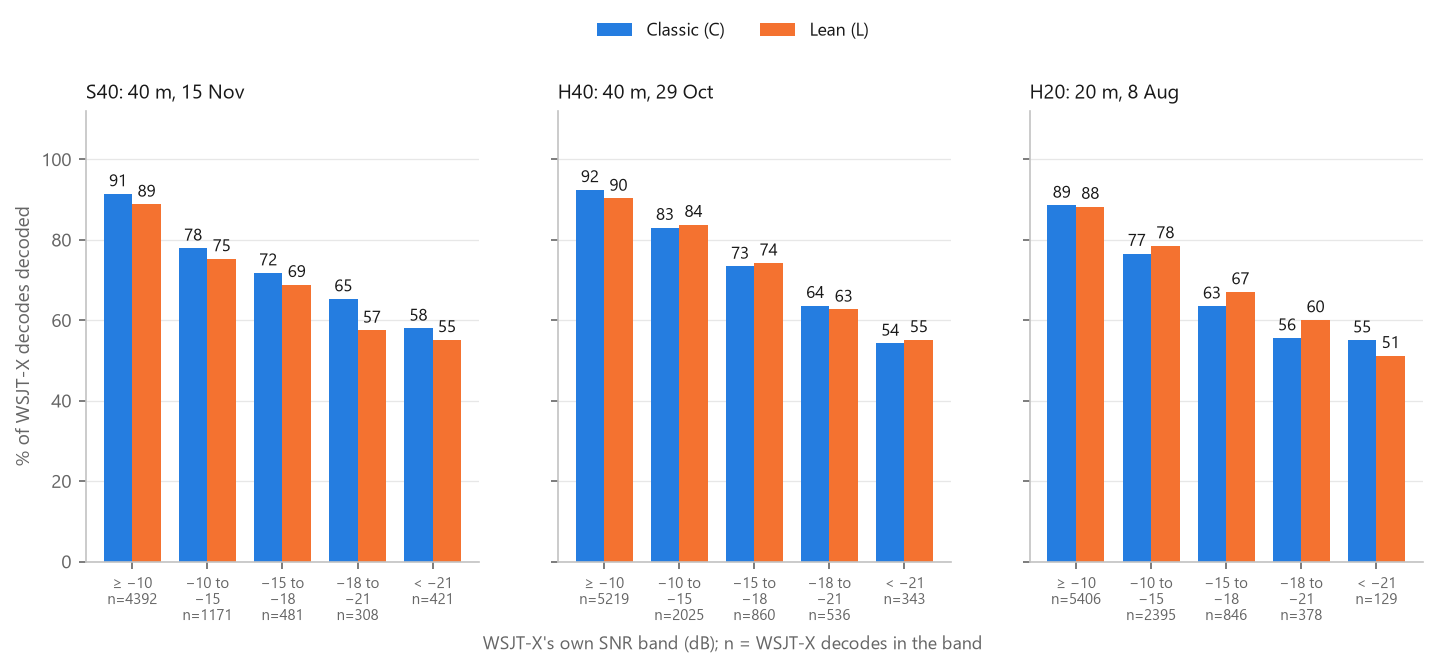 Classic (C) Lean (L)
S40: 40 m, 15 Nov
H40: 40 m, 29 Oct
H20: 20 m, 8 Aug
% of WSJT-X decodes decoded
100
80
60
40
20
0
91 89 78 75 72 69 65 57 58 55
92 90 83 84 73 74 64 63 54 55
89 88 77 78 63 67 56 60 55 51
≥ −10 −10 to −15 to −18 to < −21
n=4392 −15 −18 −21 n=421
n=1171 n=481 n=308
≥ −10 −10 to −15 to −18 to < −21
n=5219 −15 −18 −21 n=343
n=2025 n=860 n=536
≥ −10 −10 to −15 to −18 to < −21
n=5406 −15 −18 −21 n=129
n=2395 n=846 n=378
WSJT-X's own SNR band (dB); n = WSJT-X decodes in the band